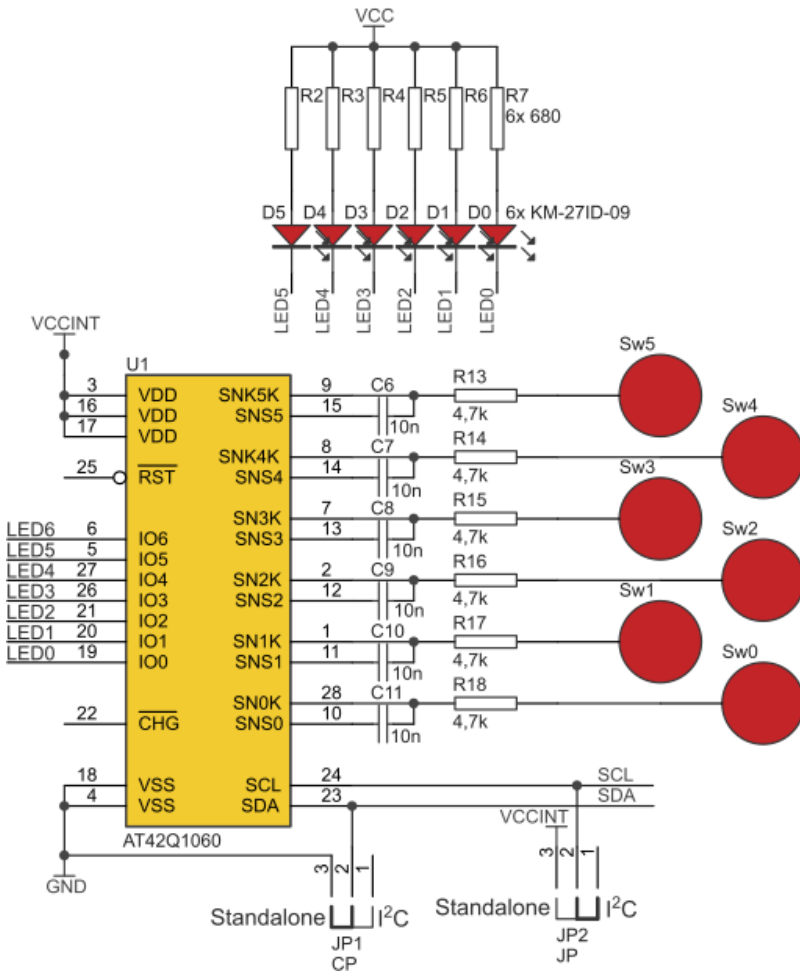 VCC
R2 R3 R4 R5 R6 R7
6x 680
D5 D4 D3 D2 D1 D0 6x KM-27ID-09
LED5 LED4 LED3 LED2 LED1 LED0
VCCINT
U1
3 VDD
16 VDD
17 VDD
25 RST
LED6 6 IO6
LED5 5 IO5
LED4 27 IO4
LED3 26 IO3
LED2 21 IO2
LED1 20 IO1
LED0 19 IO0
22 CHG
18 VSS
4 VSS
SNK5K 9
SNS5 15
SNK4K 8
SNS4 14
SN3K 7
SNS3 13
SN2K 2
SNS2 12
SN1K 1
SNS1 11
SN0K 28
SNS0 10
SCL 24
SDA 23
AT42Q1060
GND
C6 10n R13 4,7k Sw5
C7 10n R14 4,7k Sw4
C8 10n R15 4,7k Sw3
C9 10n R16 4,7k Sw2
C10 10n R17 4,7k Sw1
C11 10n R18 4,7k Sw0
SCL
SDA
VCCINT
3 2 1
3 2 1
Standalone I²C
JP1
CP
Standalone I²C
JP2
JP